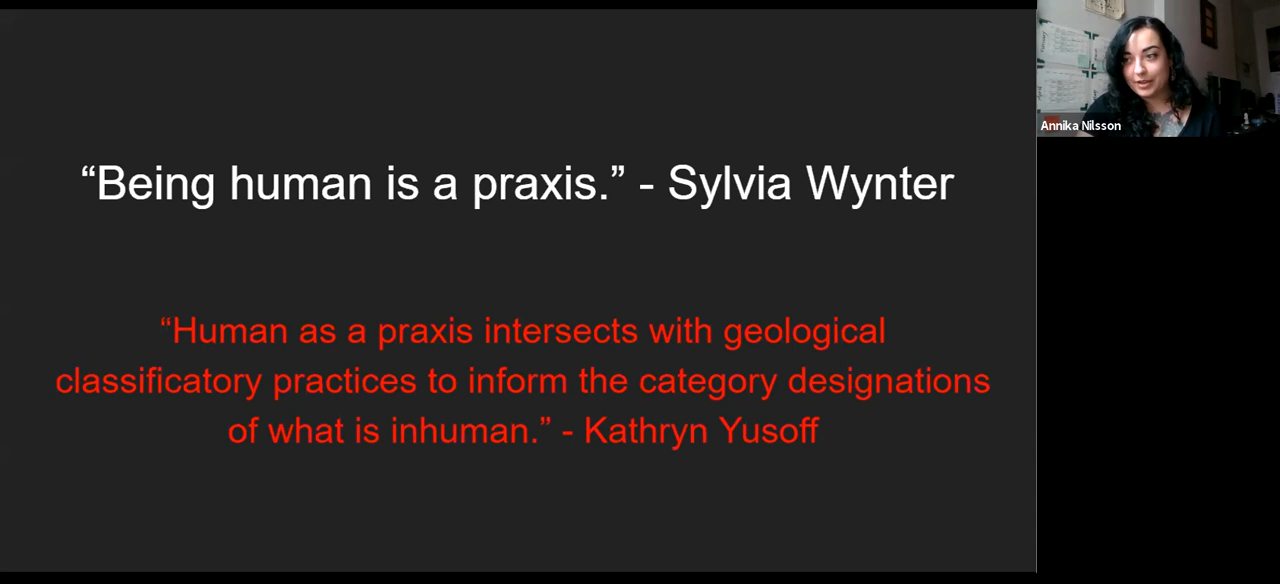 “Being human is a praxis.” - Sylvia Wynter
“Human as a praxis intersects with geological
classificatory practices to inform the category designations
of what is inhuman.” - Kathryn Yusoff
Annika Nilsson